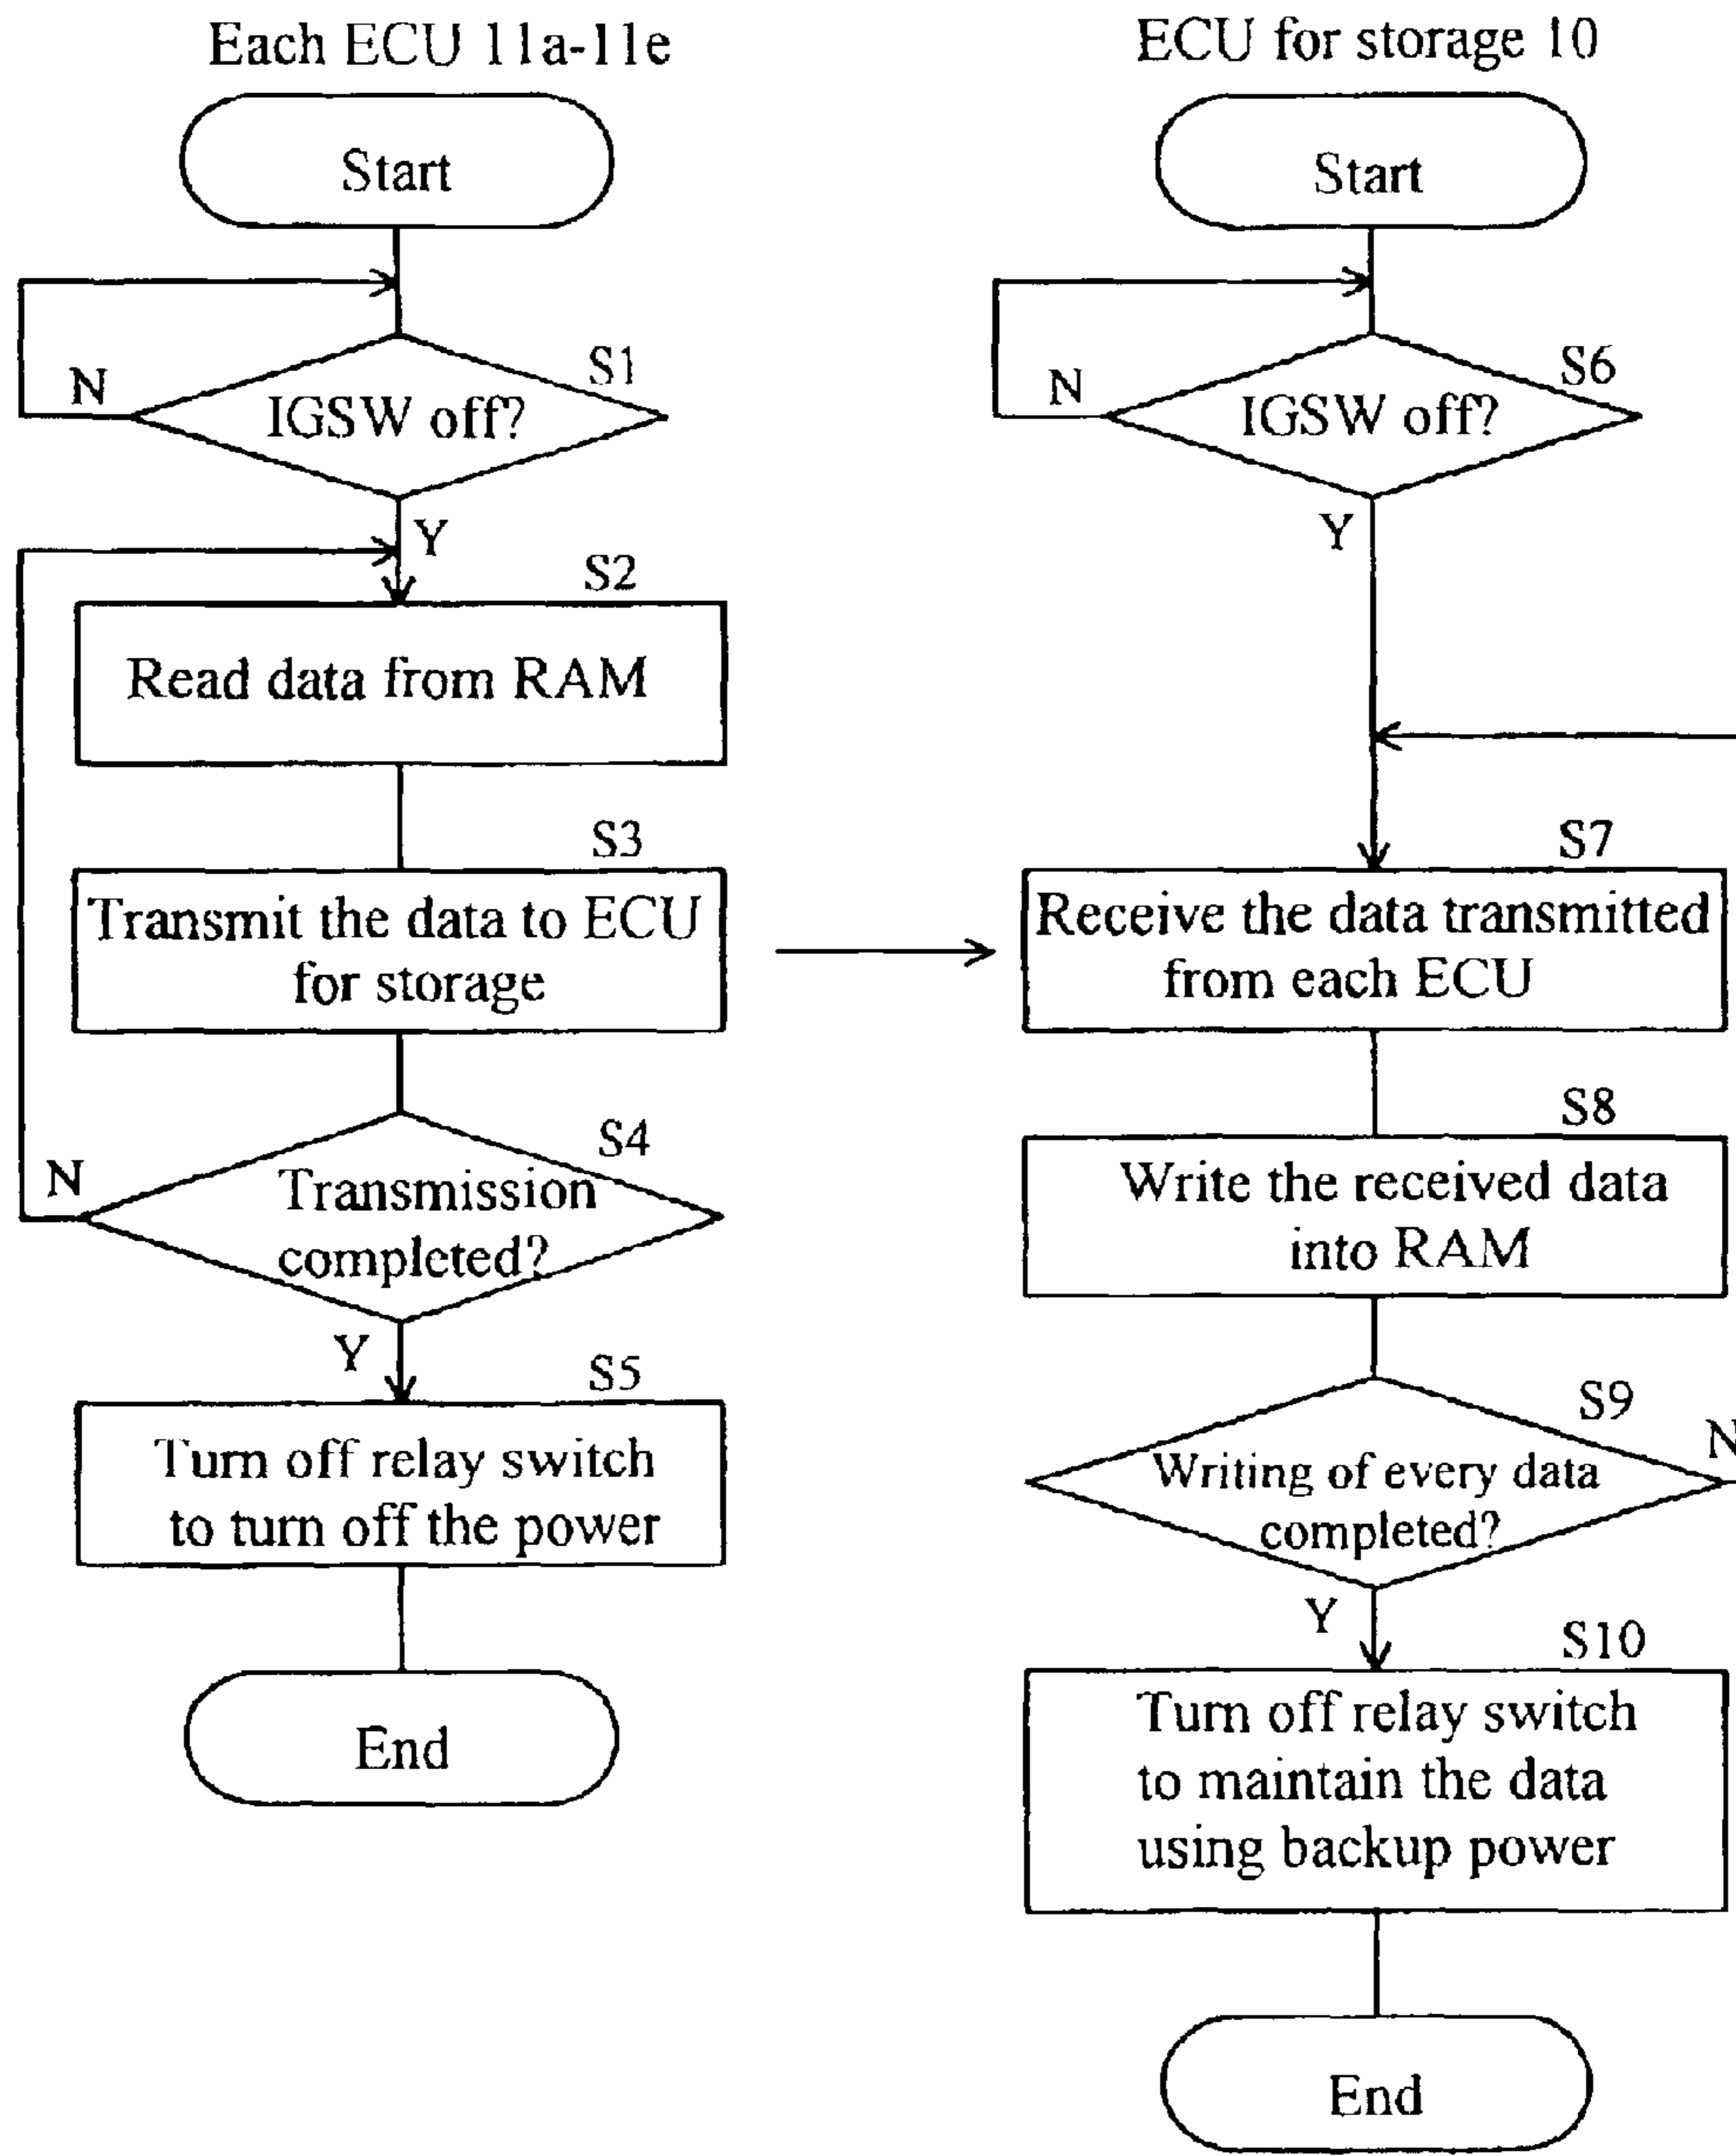 Each ECU 11a-11e
Start
S1
N
IGSW off?
Y
S2
Read data from RAM
S3
Transmit the data to ECU
for storage
S4
N
Transmission
completed?
Y
S5
Turn off relay switch
to turn off the power
End
ECU for storage 10
Start
S6
N
IGSW off?
Y
S7
Receive the data transmitted
from each ECU
S8
Write the received data
into RAM
S9
N
Writing of every data
completed?
Y
S10
Turn off relay switch
to maintain the data
using backup power
End